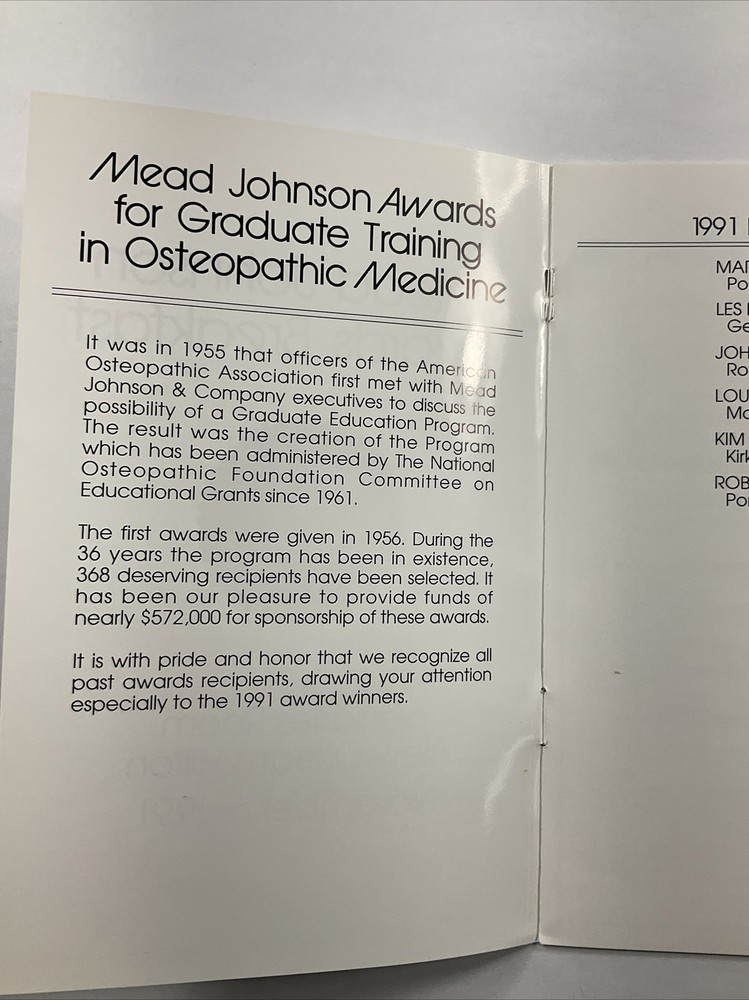 Mead Johnson Awards
for Graduate Training
in Osteopathic Medicine
It was in 1955 that officers of the American
Osteopathic Association first met with Mead
Johnson & Company executives to discuss the
possibility of a Graduate Education Program.
The result was the creation of the Program
which has been administered by The National
Osteopathic Foundation Committee on
Educational Grants since 1961.
The first awards were given in 1956. During the
36 years the program has been in existence,
368 deserving recipients have been selected. It
has been our pleasure to provide funds of
nearly $572,000 for sponsorship of these awards.
It is with pride and honor that we recognize all
past awards recipients, drawing your attention
especially to the 1991 award winners.
1991
LES
KIM